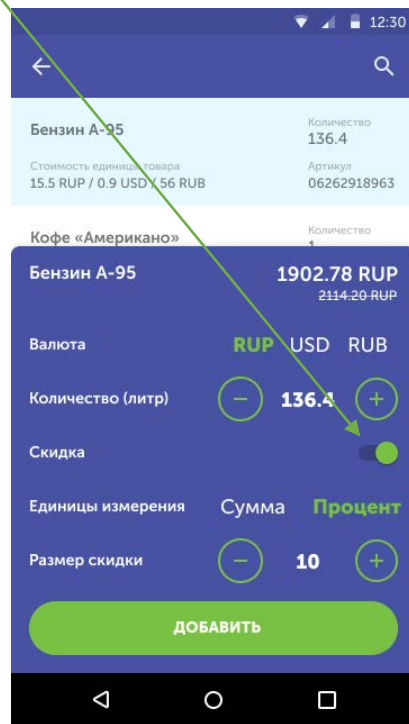 12:30
Бензин А-95
Количество
136.4
Стоимость единицы товара
15.5 RUP / 0.9 USD / 56 RUB
Артикул
06262918963
Кофе «Американо»
Количество
1
Бензин А-95
1902.78 RUP
2114.20 RUP
Валюта RUP USD RUB
Количество (литр) − 136.4 +
Скидка
Единицы измерения Сумма Процент
Размер скидки − 10 +
ДОБАВИТЬ